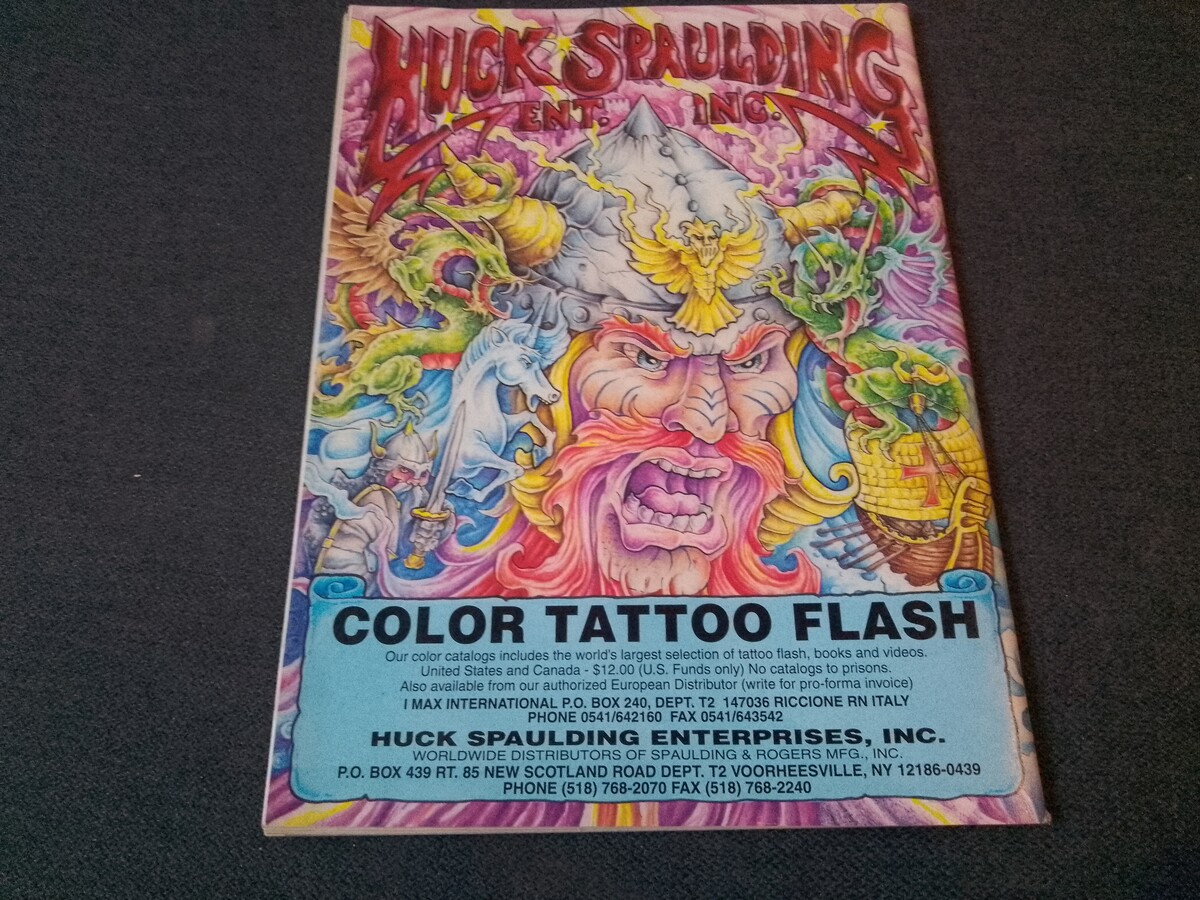 HUCK SPAULDING
ENT. INC.
COLOR TATTOO FLASH
Our color catalogs includes the world's largest selection of tattoo flash, books and videos.
United States and Canada - $12.00 (U.S. Funds only) No catalogs to prisons.
Also available from our authorized European Distributor (write for pro-forma invoice)
I MAX INTERNATIONAL P.O. BOX 240, DEPT. T2 147036 RICCIONE RN ITALY
PHONE 0541/642160 FAX 0541/643542
HUCK SPAULDING ENTERPRISES, INC.
WORLDWIDE DISTRIBUTORS OF SPAULDING & ROGERS MFG., INC.
P.O. BOX 439 RT. 85 NEW SCOTLAND ROAD DEPT. T2 VOORHEESVILLE, NY 12186-0439
PHONE (518) 768-2070 FAX (518) 768-2240